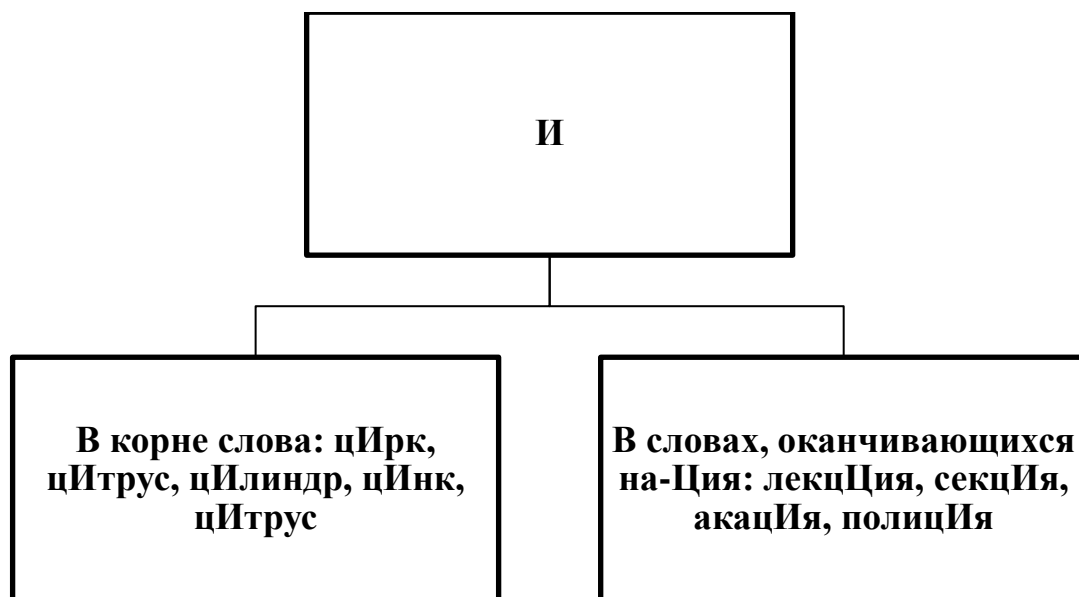 И
В корне слова: цИрк,
цИтрус, цИлиндр, цИнк,
цИтрус
В словах, оканчивающихся
на-Ция: лекцЦия, секцИя,
акацИя, полицИя